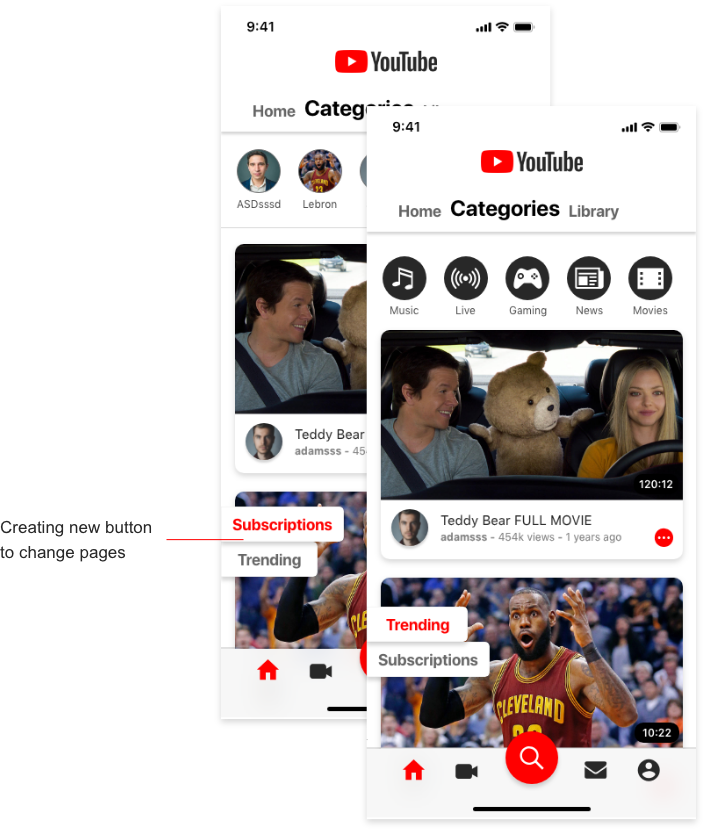 9:41
YouTube
Home Categories
ASDsssd Lebron
Teddy Bear
adamsss - 45
Subscriptions
Trending
Creating new button
to change pages
9:41
YouTube
Home Categories Library
Music Live Gaming News Movies
120:12
Teddy Bear FULL MOVIE
adamsss - 454k views - 1 years ago
CLEVELAND
Trending
Subscriptions
10:22